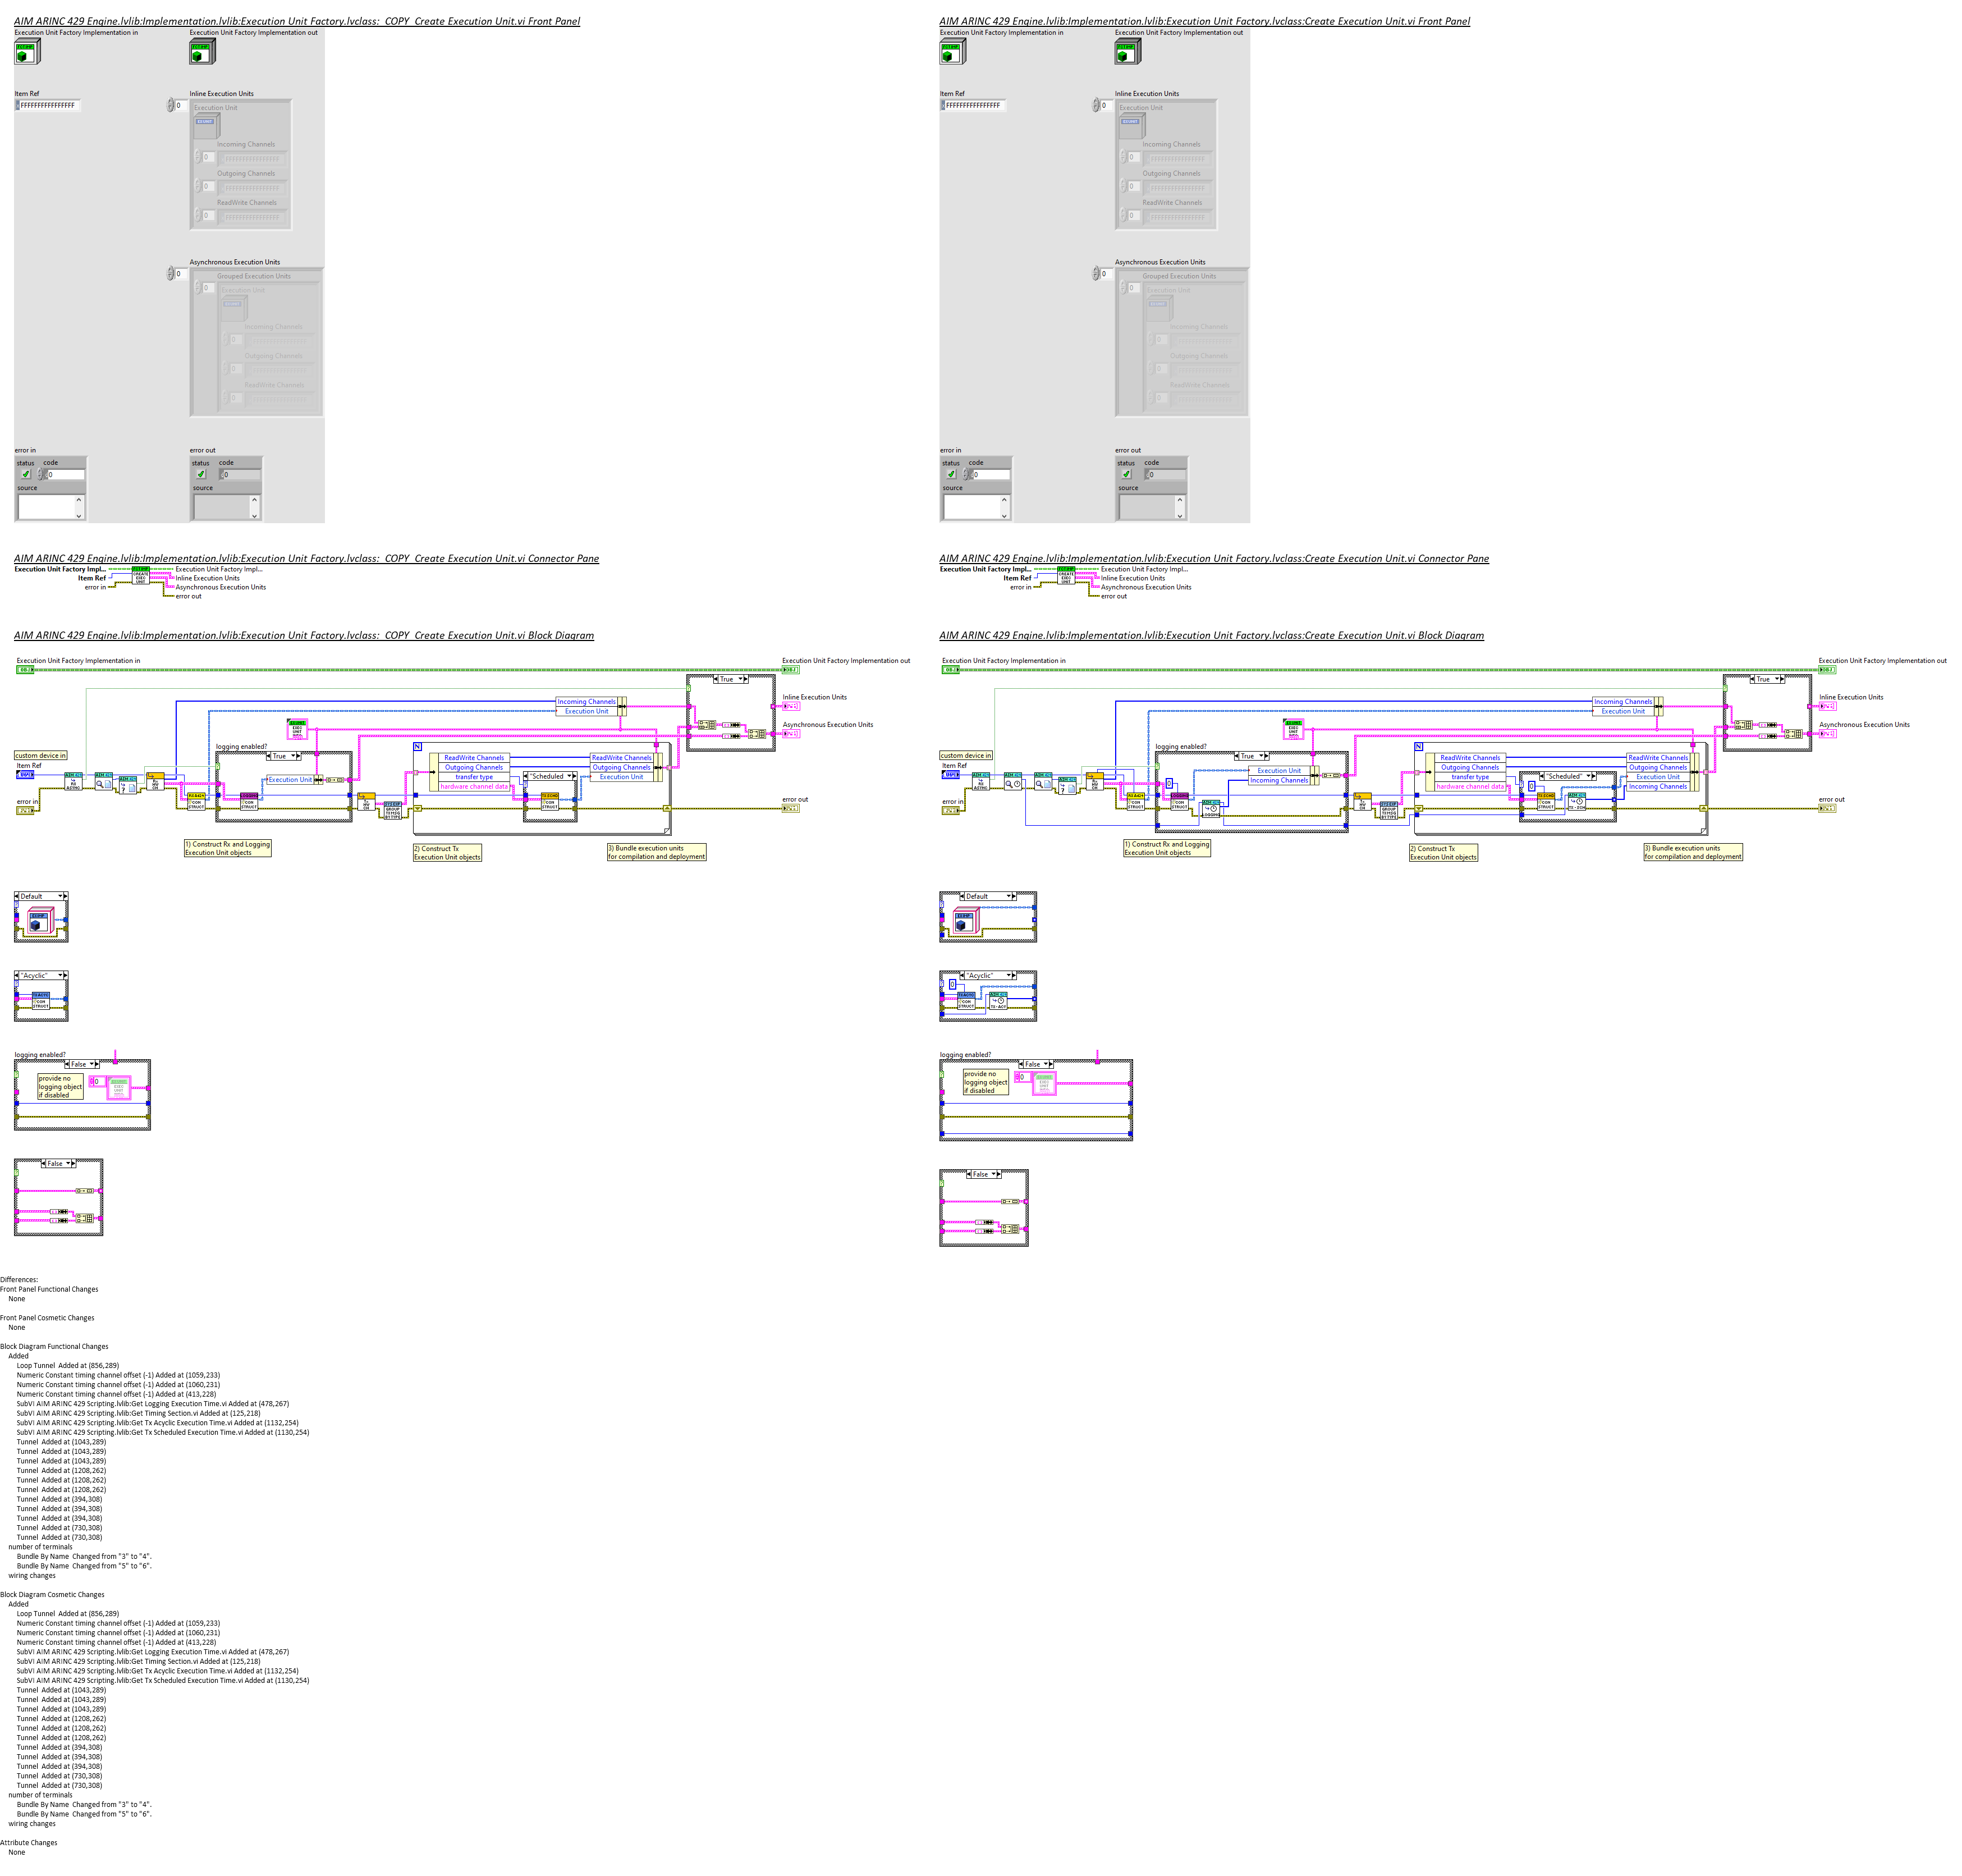 AIM ARINC 429 Engine.lvlib:Implementation.lvlib:Execution Unit Factory.lvclass:_COPY_Create Execution Unit.vi Front Panel
Execution Unit Factory Implementation in
Execution Unit Factory Implementation out
Item Ref
FFFFFFFFFFFFFFFF
Inline Execution Units
0
Execution Unit
Incoming Channels
0
Outgoing Channels
0
ReadWrite Channels
0
Asynchronous Execution Units
0
Grouped Execution Units
0
Execution Unit
Incoming Channels
0
Outgoing Channels
0
ReadWrite Channels
0
error in
status code
0
source
error out
status code
0
source
AIM ARINC 429 Engine.lvlib:Implementation.lvlib:Execution Unit Factory.lvclass:_COPY_Create Execution Unit.vi Connector Pane
Execution Unit Factory Impl...
Item Ref
error in
Execution Unit Factory Impl...
Inline Execution Units
Asynchronous Execution Units
error out
AIM ARINC 429 Engine.lvlib:Implementation.lvlib:Execution Unit Factory.lvclass:_COPY_Create Execution Unit.vi Block Diagram
Execution Unit Factory Implementation in
Execution Unit Factory Implementation out
True
Incoming Channels
Execution Unit
Inline Execution Units
Asynchronous Execution Units
custom device in
Item Ref
error in
logging enabled?
True
Execution Unit
N
ReadWrite Channels
Outgoing Channels
transfer type
hardware channel data
"Scheduled
ReadWrite Channels
Outgoing Channels
Execution Unit
error out
1) Construct Rx and Logging
Execution Unit objects
2) Construct Tx
Execution Unit objects
3) Bundle execution units
for compilation and deployment
Default
"Acyclic"
logging enabled?
False
provide no
logging object
if disabled
0
False
AIM ARINC 429 Engine.lvlib:Implementation.lvlib:Execution Unit Factory.lvclass:Create Execution Unit.vi Front Panel
Execution Unit Factory Implementation in
Execution Unit Factory Implementation out
Item Ref
FFFFFFFFFFFFFFFF
Inline Execution Units
0
Execution Unit
Incoming Channels
0
Outgoing Channels
0
ReadWrite Channels
0
Asynchronous Execution Units
0
Grouped Execution Units
0
Execution Unit
Incoming Channels
0
Outgoing Channels
0
ReadWrite Channels
0
error in
status code
0
source
error out
status code
0
source
AIM ARINC 429 Engine.lvlib:Implementation.lvlib:Execution Unit Factory.lvclass:Create Execution Unit.vi Connector Pane
Execution Unit Factory Impl...
Item Ref
error in
Execution Unit Factory Impl...
Inline Execution Units
Asynchronous Execution Units
error out
AIM ARINC 429 Engine.lvlib:Implementation.lvlib:Execution Unit Factory.lvclass:Create Execution Unit.vi Block Diagram
Execution Unit Factory Implementation in
Execution Unit Factory Implementation out
True
Incoming Channels
Execution Unit
Inline Execution Units
Asynchronous Execution Units
custom device in
Item Ref
error in
logging enabled?
True
0
Execution Unit
Incoming Channels
N
ReadWrite Channels
Outgoing Channels
transfer type
hardware channel data
"Scheduled"
0
ReadWrite Channels
Outgoing Channels
Execution Unit
Incoming Channels
error out
1) Construct Rx and Logging
Execution Unit objects
2) Construct Tx
Execution Unit objects
3) Bundle execution units
for compilation and deployment
Default
"Acyclic"
0
logging enabled?
False
provide no
logging object
if disabled
0
False
Differences:
Front Panel Functional Changes
None
Front Panel Cosmetic Changes
None
Block Diagram Functional Changes
Added
Loop Tunnel Added at (856,289)
Numeric Constant timing channel offset (-1) Added at (1059,233)
Numeric Constant timing channel offset (-1) Added at (1060,231)
Numeric Constant timing channel offset (-1) Added at (413,228)
SubVI AIM ARINC 429 Scripting.lvlib:Get Logging Execution Time.vi Added at (478,267)
SubVI AIM ARINC 429 Scripting.lvlib:Get Timing Section.vi Added at (125,218)
SubVI AIM ARINC 429 Scripting.lvlib:Get Tx Acyclic Execution Time.vi Added at (1132,254)
SubVI AIM ARINC 429 Scripting.lvlib:Get Tx Scheduled Execution Time.vi Added at (1130,254)
Tunnel Added at (1043,289)
Tunnel Added at (1043,289)
Tunnel Added at (1043,289)
Tunnel Added at (1208,262)
Tunnel Added at (1208,262)
Tunnel Added at (1208,262)
Tunnel Added at (394,308)
Tunnel Added at (394,308)
Tunnel Added at (394,308)
Tunnel Added at (730,308)
Tunnel Added at (730,308)
number of terminals
Bundle By Name Changed from "3" to "4".
Bundle By Name Changed from "5" to "6".
wiring changes
Block Diagram Cosmetic Changes
Added
Loop Tunnel Added at (856,289)
Numeric Constant timing channel offset (-1) Added at (1059,233)
Numeric Constant timing channel offset (-1) Added at (1060,231)
Numeric Constant timing channel offset (-1) Added at (413,228)
SubVI AIM ARINC 429 Scripting.lvlib:Get Logging Execution Time.vi Added at (478,267)
SubVI AIM ARINC 429 Scripting.lvlib:Get Timing Section.vi Added at (125,218)
SubVI AIM ARINC 429 Scripting.lvlib:Get Tx Acyclic Execution Time.vi Added at (1132,254)
SubVI AIM ARINC 429 Scripting.lvlib:Get Tx Scheduled Execution Time.vi Added at (1130,254)
Tunnel Added at (1043,289)
Tunnel Added at (1043,289)
Tunnel Added at (1043,289)
Tunnel Added at (1208,262)
Tunnel Added at (1208,262)
Tunnel Added at (1208,262)
Tunnel Added at (394,308)
Tunnel Added at (394,308)
Tunnel Added at (394,308)
Tunnel Added at (730,308)
Tunnel Added at (730,308)
number of terminals
Bundle By Name Changed from "3" to "4".
Bundle By Name Changed from "5" to "6".
wiring changes
Attribute Changes
None